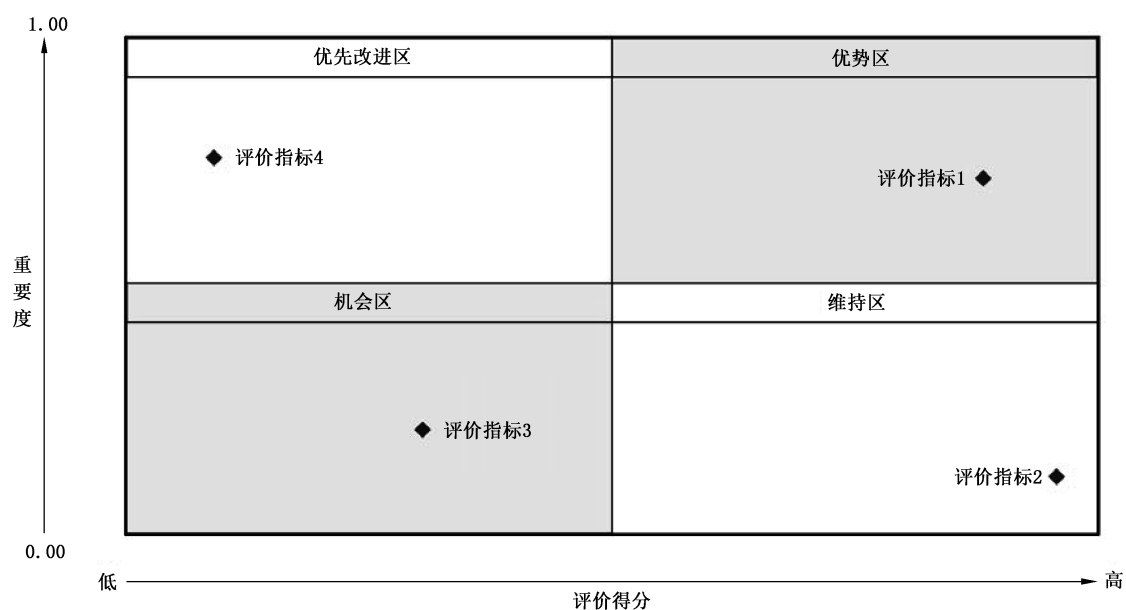 1.00
优先改进区
优势区
评价指标4
评价指标1
重要度
机会区
维持区
评价指标3
评价指标2
0.00
低
高
评价得分